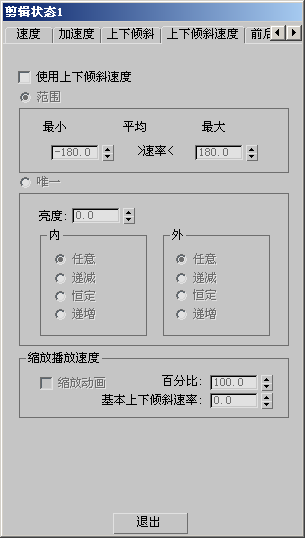 剪辑状态1
速度 加速度 上下倾斜 上下倾斜速度 前后
使用上下倾斜速度
范围
最小 平均 最大
-180.0 >速率< 180.0
唯一
亮度: 0.0
内 外
任意 任意
递减 递减
恒定 恒定
递增 递增
缩放播放速度
缩放动画 百分比: 100.0
基本上下倾斜速率: 0.0
退出